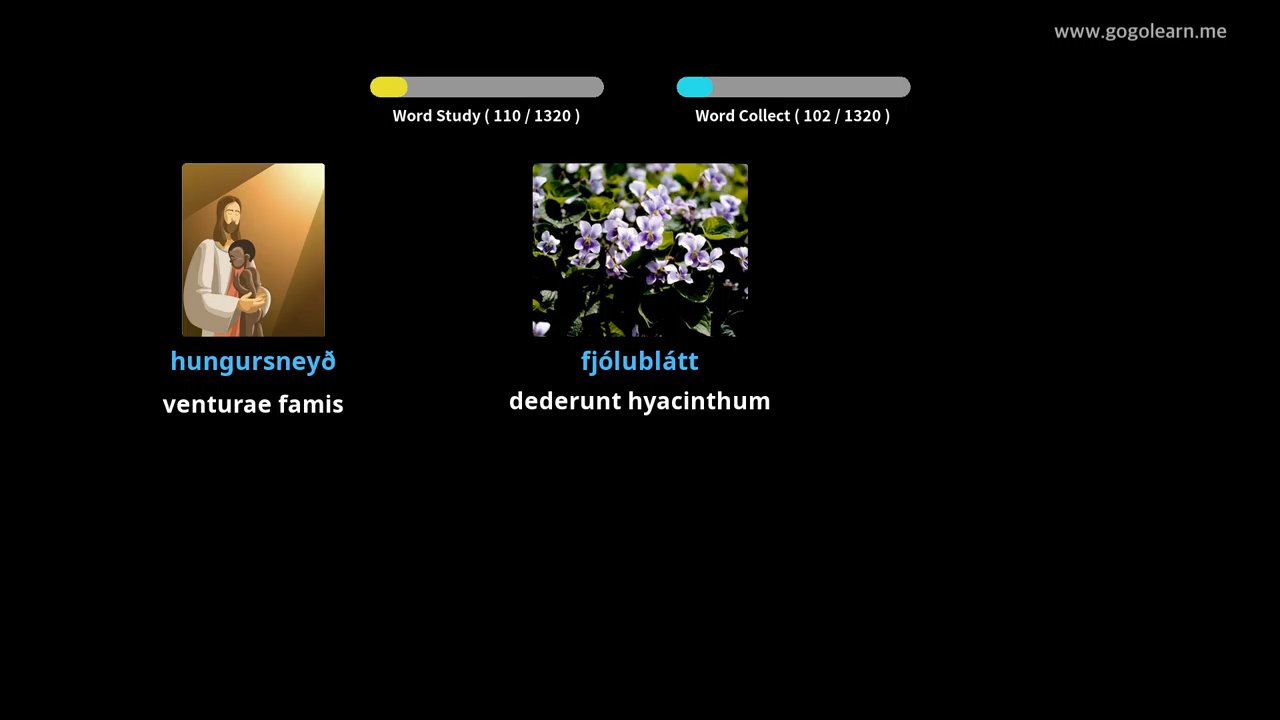 www.gogolearn.me
Word Study ( 110 / 1320 )
Word Collect ( 102 / 1320 )
hungursneyð
venturae famis
fjólublátt
dederunt hyacinthum